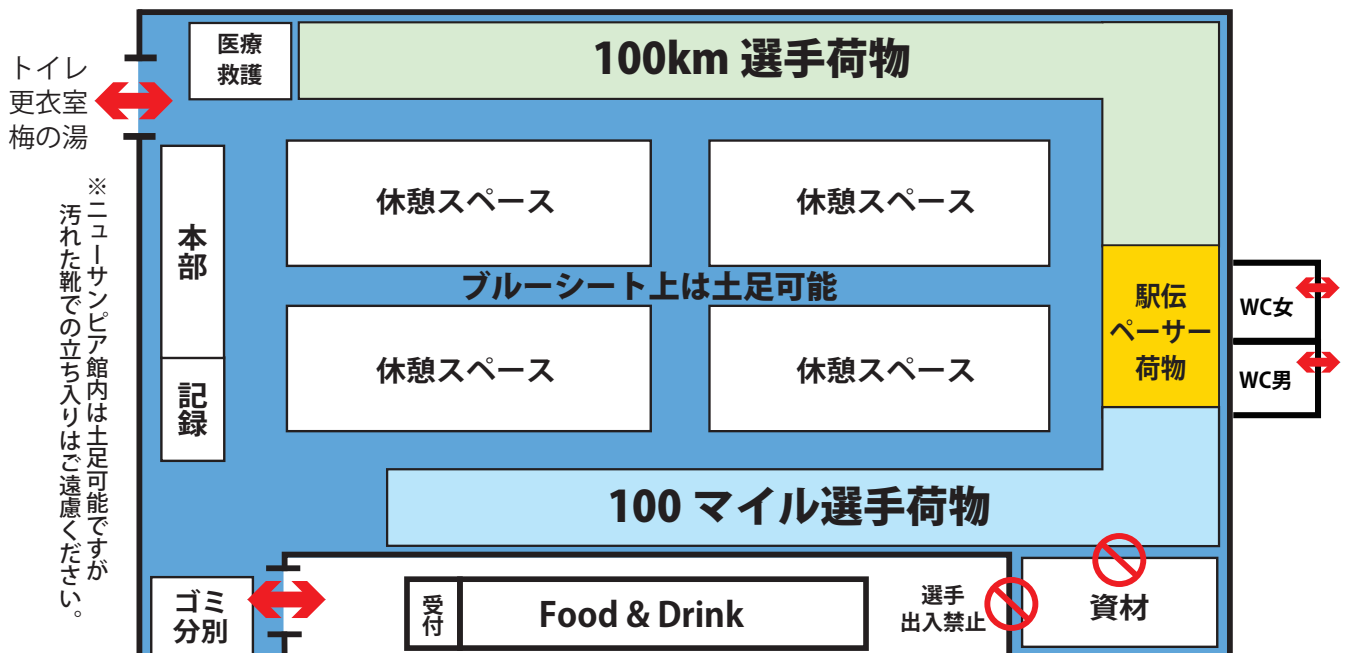 医療
救護
100km 選手荷物
トイレ
更衣室
梅の湯
※ニューサンピア館内は土足可能ですが
汚れた靴での立ち入りはご遠慮ください。
本部
記録
休憩スペース
休憩スペース
ブルーシート上は土足可能
休憩スペース
休憩スペース
駅伝
ペーサー
荷物
WC女
WC男
100 マイル選手荷物
ゴミ
分別
受付
Food & Drink
選手
出入禁止
資材